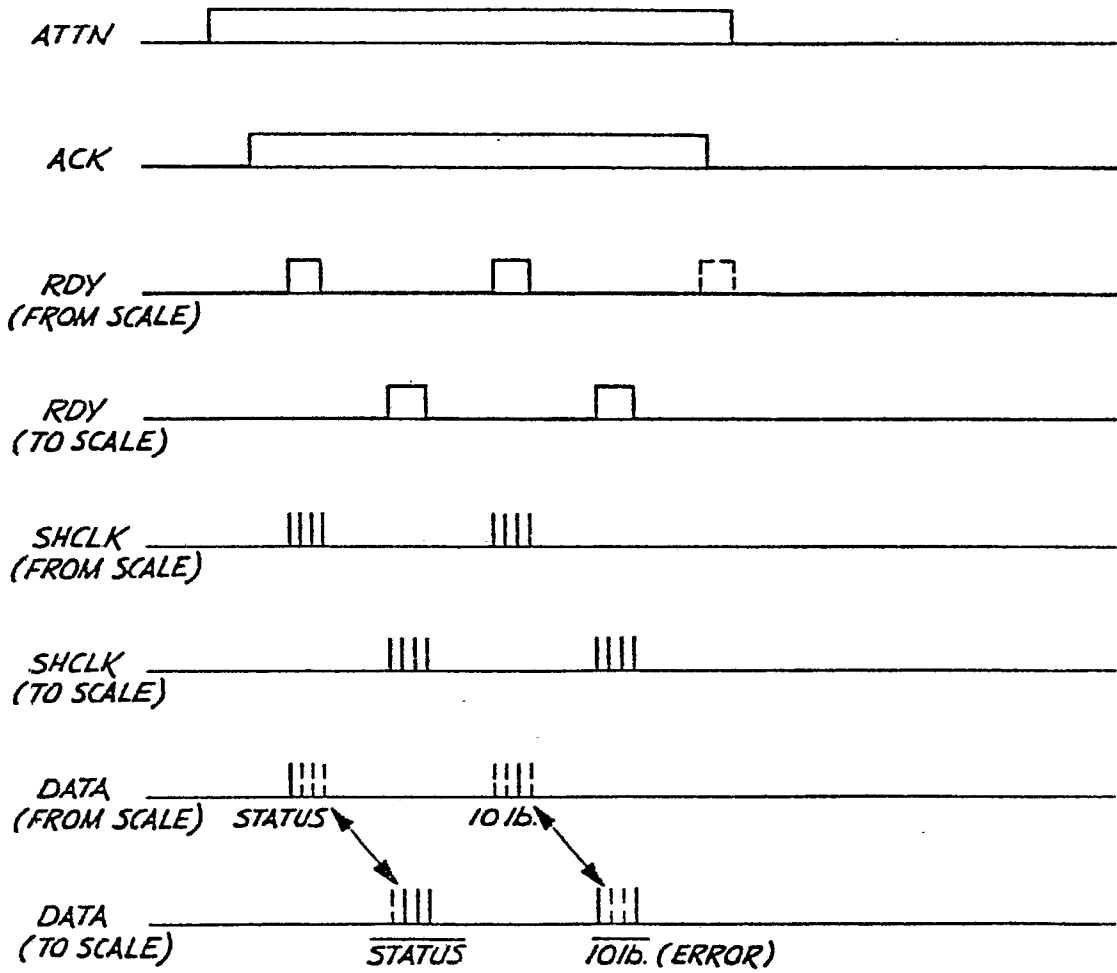 ATTN
ACK
RDY
(FROM SCALE)
RDY
(TO SCALE)
SHCLK
(FROM SCALE)
SHCLK
(TO SCALE)
DATA
(FROM SCALE)
STATUS
10 lb.
DATA
(TO SCALE)
STATUS
10 lb. (ERROR)